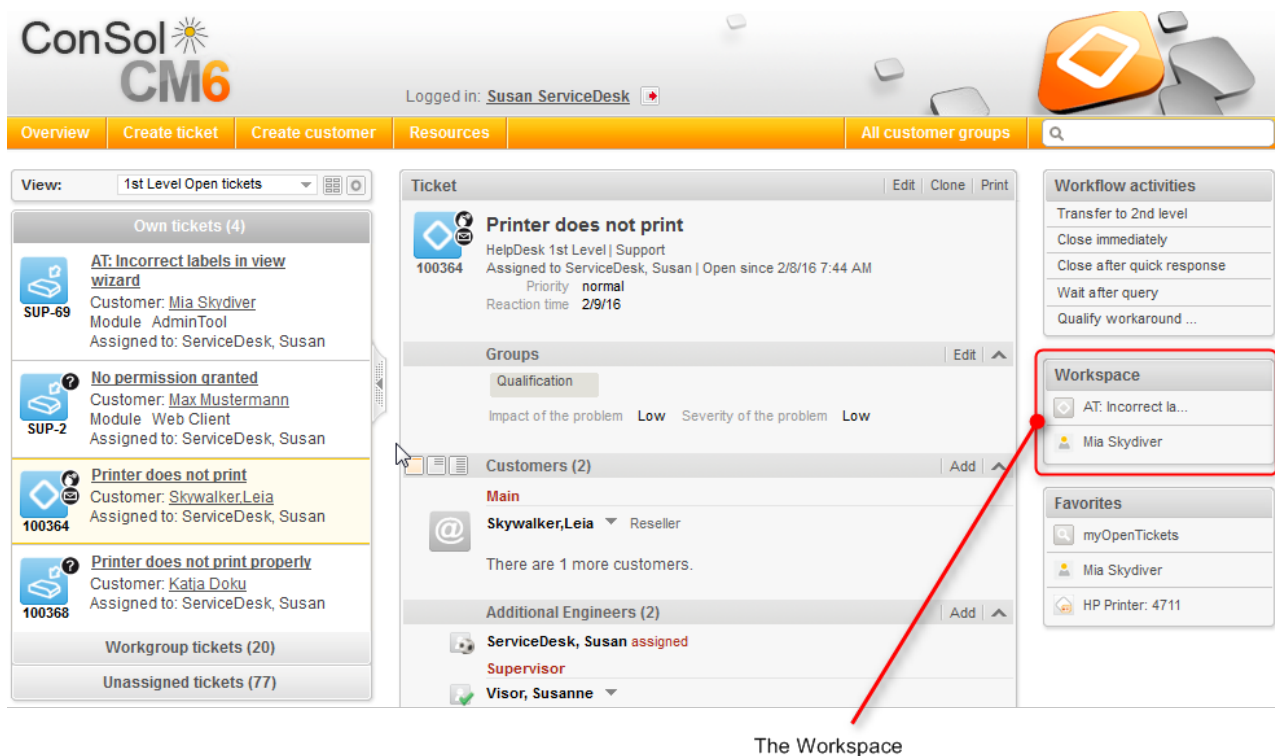 ConSol
CM6
Logged in: Susan ServiceDesk
Overview Create ticket Create customer Resources All customer groups
View: 1st Level Open tickets
Own tickets (4)
AT: Incorrect labels in view
wizard
Customer: Mia Skydiver
Module AdminTool
Assigned to: ServiceDesk, Susan
SUP-69
No permission granted
Customer: Max Mustermann
Module Web Client
Assigned to: ServiceDesk, Susan
SUP-2
Printer does not print
Customer: Skywalker,Leia
Assigned to: ServiceDesk, Susan
100364
Printer does not print properly
Customer: Katja Doku
Assigned to: ServiceDesk, Susan
100368
Workgroup tickets (20)
Unassigned tickets (77)
Ticket Edit Clone Print
Printer does not print
HelpDesk 1st Level | Support
100364 Assigned to ServiceDesk, Susan | Open since 2/8/16 7:44 AM
Priority normal
Reaction time 2/9/16
Groups Edit
Qualification
Impact of the problem Low Severity of the problem Low
Customers (2) Add
Main
@ Skywalker,Leia Reseller
There are 1 more customers.
Additional Engineers (2) Add
ServiceDesk, Susan assigned
Supervisor
Visor, Susanne
Workflow activities
Transfer to 2nd level
Close immediately
Close after quick response
Wait after query
Qualify workaround ...
Workspace
AT: Incorrect la...
Mia Skydiver
Favorites
myOpenTickets
Mia Skydiver
HP Printer: 4711
The Workspace